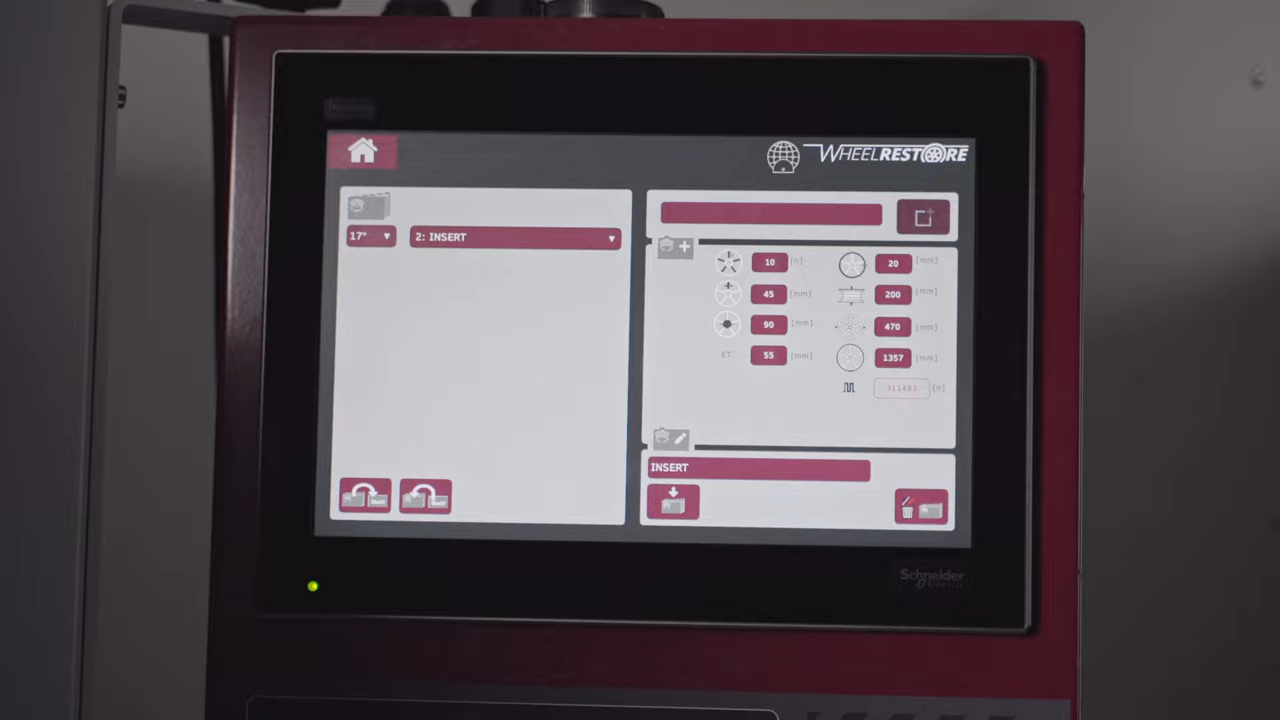 WHEELRESTORE
17" 2: INSERT
10 [n] 20 [mm]
45 [mm] 200 [mm]
90 [mm] 470 [mm]
ET 55 [mm] 1357 [mm]
311493 [n]
INSERT
Schneider
Electric